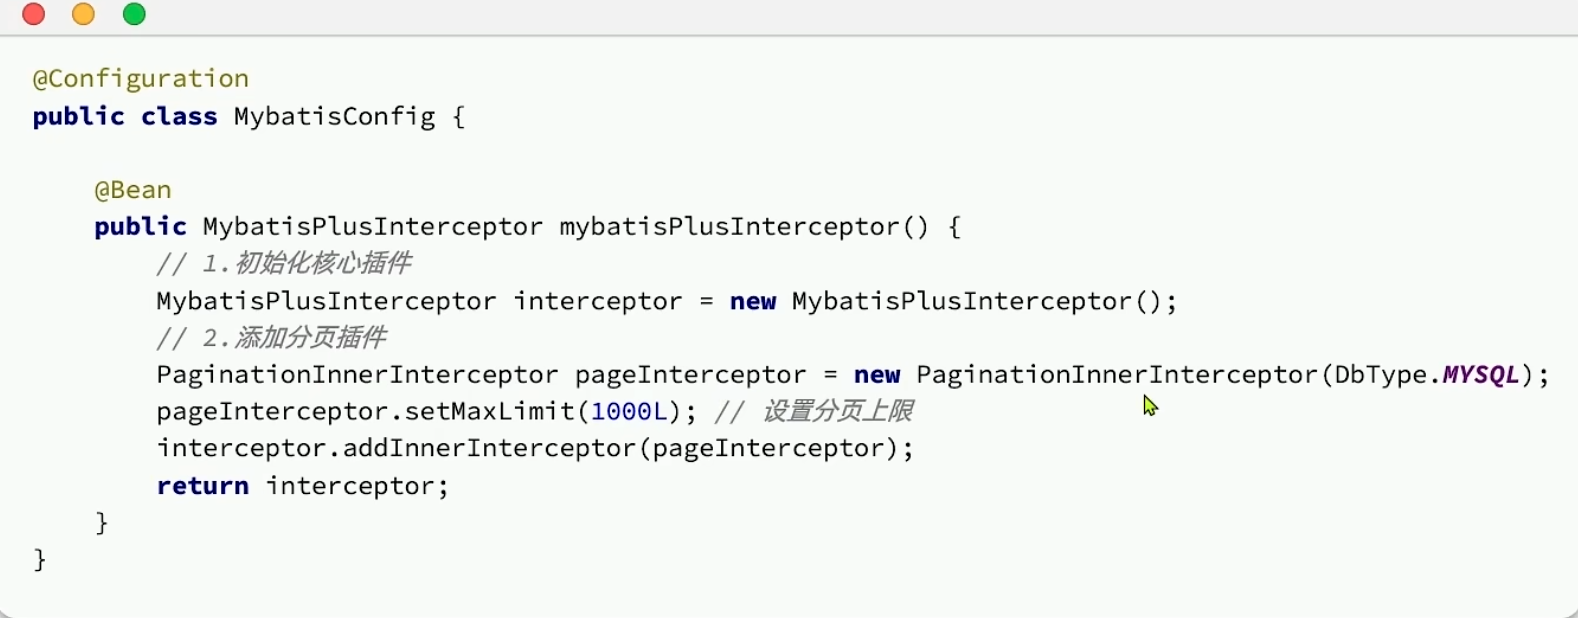 @Configuration
public class MybatisConfig {
@Bean
public MybatisPlusInterceptor mybatisPlusInterceptor() {
// 1.初始化核心插件
MybatisPlusInterceptor interceptor = new MybatisPlusInterceptor();
// 2.添加分页插件
PaginationInnerInterceptor pageInterceptor = new PaginationInnerInterceptor(DbType.MYSQL);
pageInterceptor.setMaxLimit(1000L); // 设置分页上限
interceptor.addInnerInterceptor(pageInterceptor);
return interceptor;
}
}